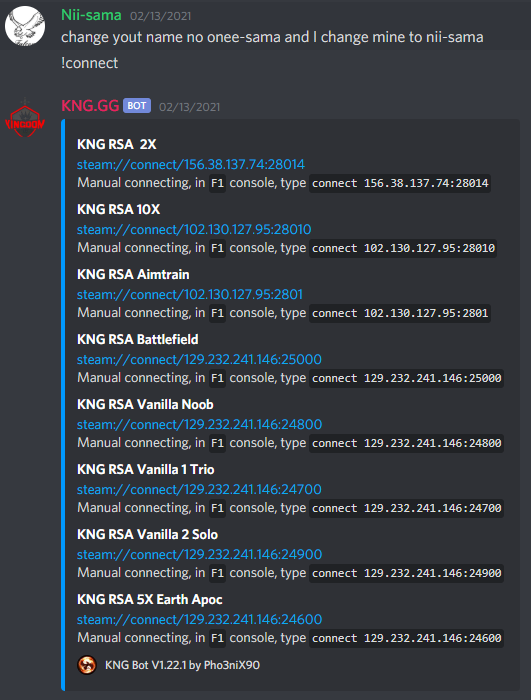 Nii-sama 02/13/2021
change yout name no onee-sama and I change mine to nii-sama
!connect
KNG.GG BOT 02/13/2021
KNG RSA 2X
steam://connect/156.38.137.74:28014
Manual connecting, in F1 console, type connect 156.38.137.74:28014
KNG RSA 10X
steam://connect/102.130.127.95:28010
Manual connecting, in F1 console, type connect 102.130.127.95:28010
KNG RSA Aimtrain
steam://connect/102.130.127.95:2801
Manual connecting, in F1 console, type connect 102.130.127.95:2801
KNG RSA Battlefield
steam://connect/129.232.241.146:25000
Manual connecting, in F1 console, type connect 129.232.241.146:25000
KNG RSA Vanilla Noob
steam://connect/129.232.241.146:24800
Manual connecting, in F1 console, type connect 129.232.241.146:24800
KNG RSA Vanilla 1 Trio
steam://connect/129.232.241.146:24700
Manual connecting, in F1 console, type connect 129.232.241.146:24700
KNG RSA Vanilla 2 Solo
steam://connect/129.232.241.146:24900
Manual connecting, in F1 console, type connect 129.232.241.146:24900
KNG RSA 5X Earth Apoc
steam://connect/129.232.241.146:24600
Manual connecting, in F1 console, type connect 129.232.241.146:24600
KNG Bot V1.22.1 by Pho3niX90